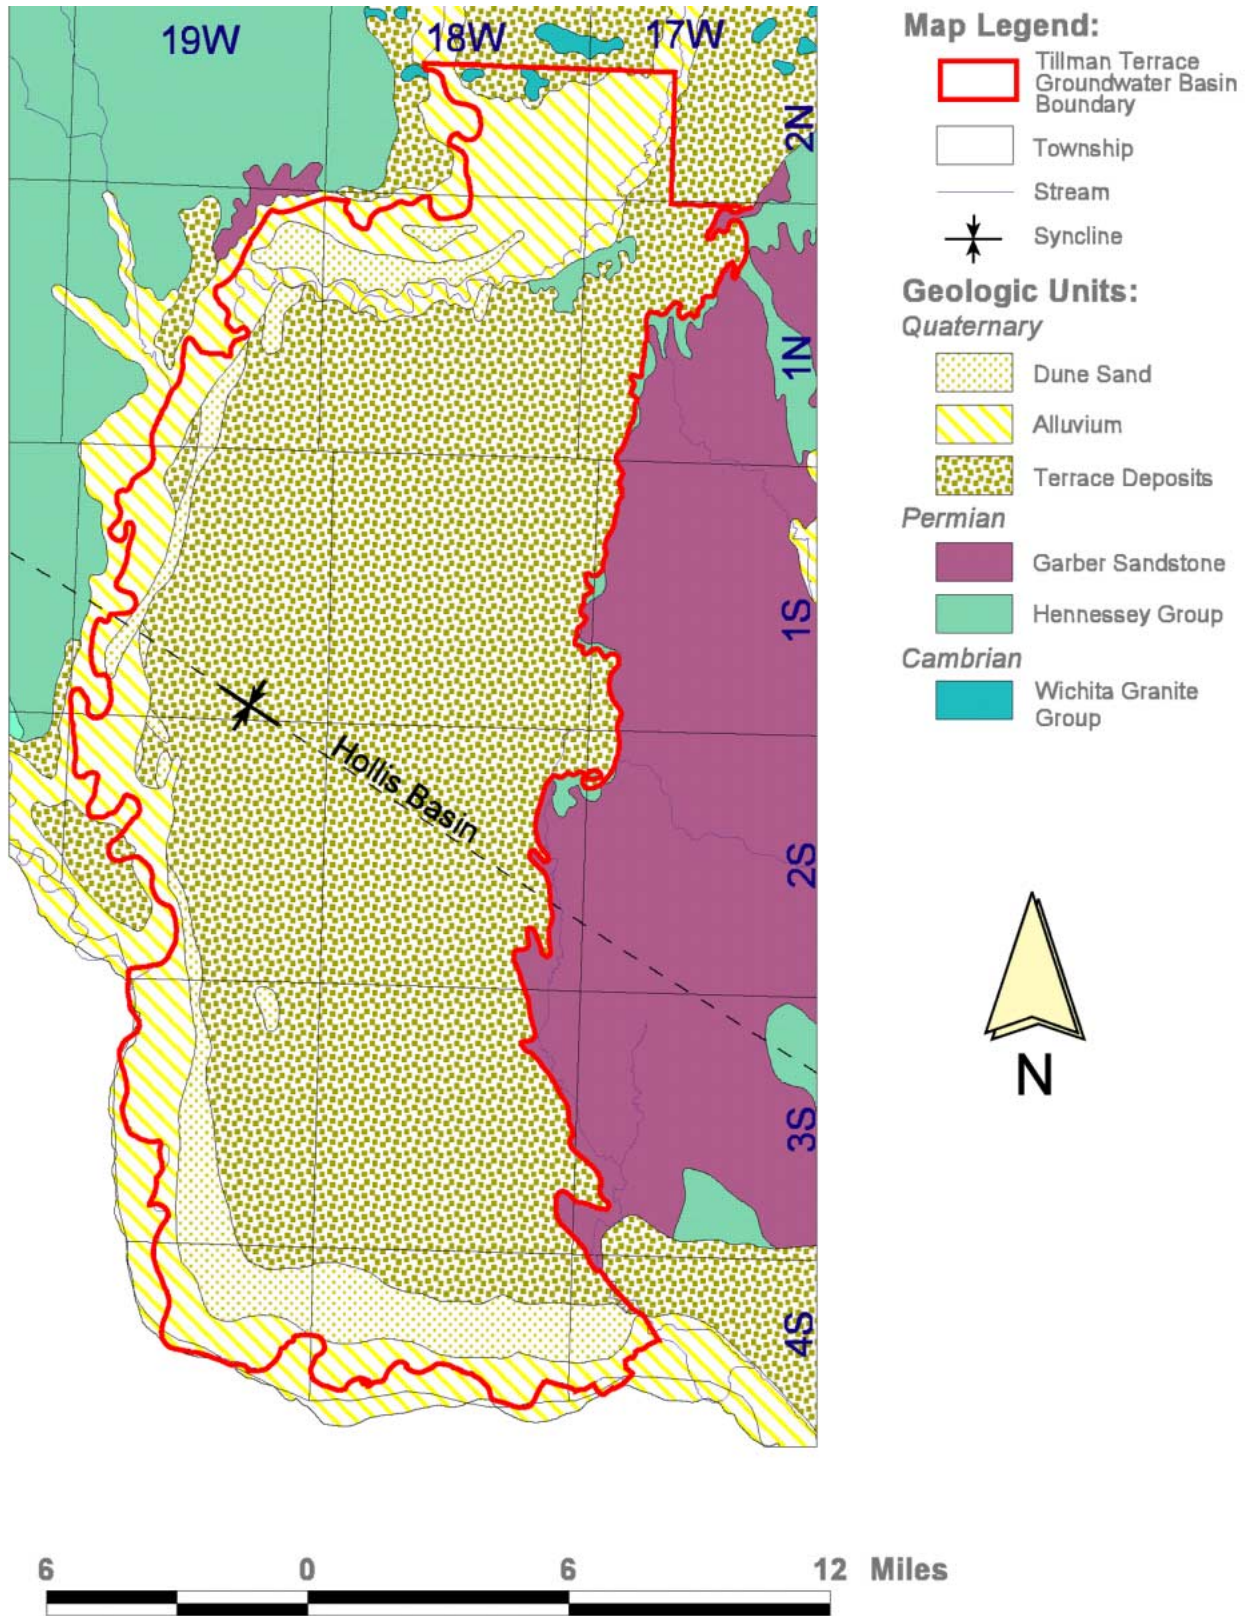 19W
18W
17W
2N
1N
1S
2S
3S
4S
Hollis Basin
Map Legend:
Tillman Terrace
Groundwater Basin
Boundary
Township
Stream
Syncline
Geologic Units:
Quaternary
Dune Sand
Alluvium
Terrace Deposits
Permian
Garber Sandstone
Hennessey Group
Cambrian
Wichita Granite
Group
N
6 0 6 12 Miles